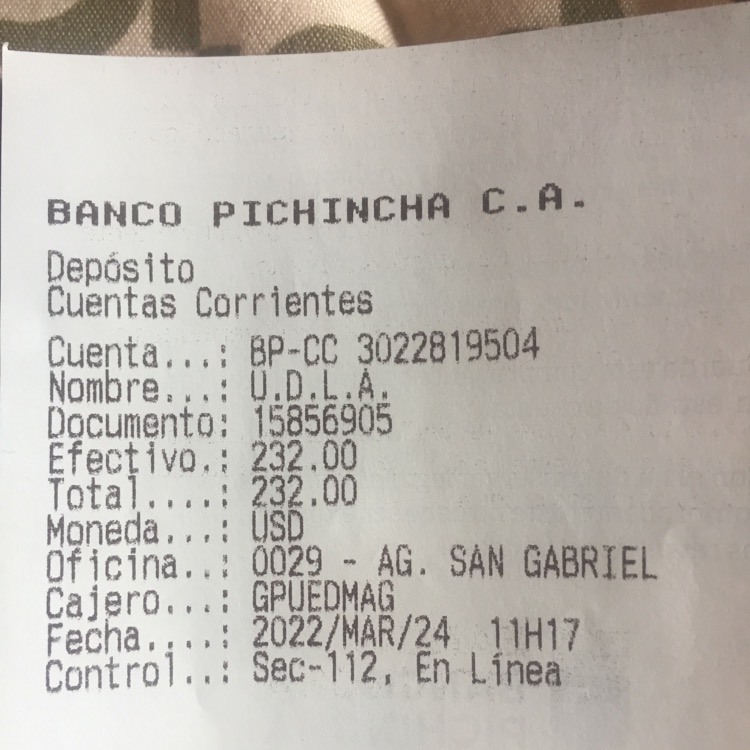 BANCO PICHINCHA C.A.
Depósito
Cuentas Corrientes
Cuenta...: BP-CC 3022819504
Nombre...: U.D.L.A.
Documento: 15856905
Efectivo.: 232.00
Total....: 232.00
Moneda...: USD
Oficina..: 0029 - AG. SAN GABRIEL
Cajero...: GPUEDMAG
Fecha....: 2022/MAR/24 11H17
Control..: Sec-112, En Línea